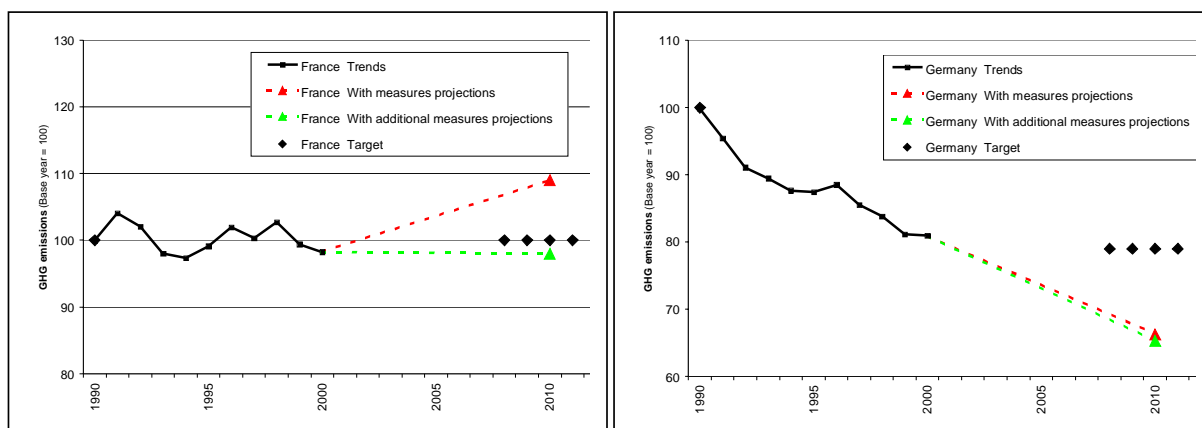 130
120
110
100
90
80
GHG emissions (Base year = 100)
France Trends
France With measures projections
France With additional measures projections
France Target
1990
1995
2000
2005
2010
110
100
90
80
70
60
GHG emissions (Base year = 100)
Germany Trends
Germany With measures projections
Germany With additional measures projections
Germany Target
1990
1995
2000
2005
2010